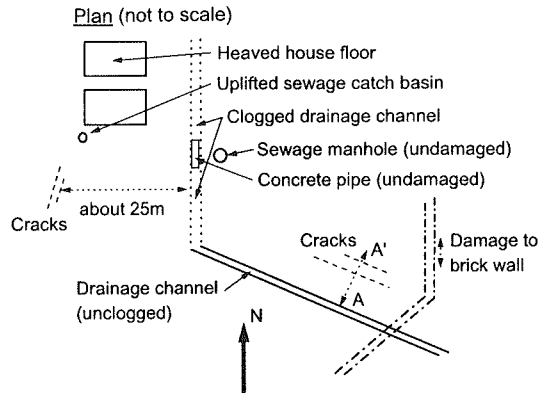 Plan (not to scale)
Heaved house floor
Uplifted sewage catch basin
Clogged drainage channel
Sewage manhole (undamaged)
Concrete pipe (undamaged)
about 25m
Cracks
Cracks
A'
Damage to
brick wall
A
Drainage channel
(unclogged)
N